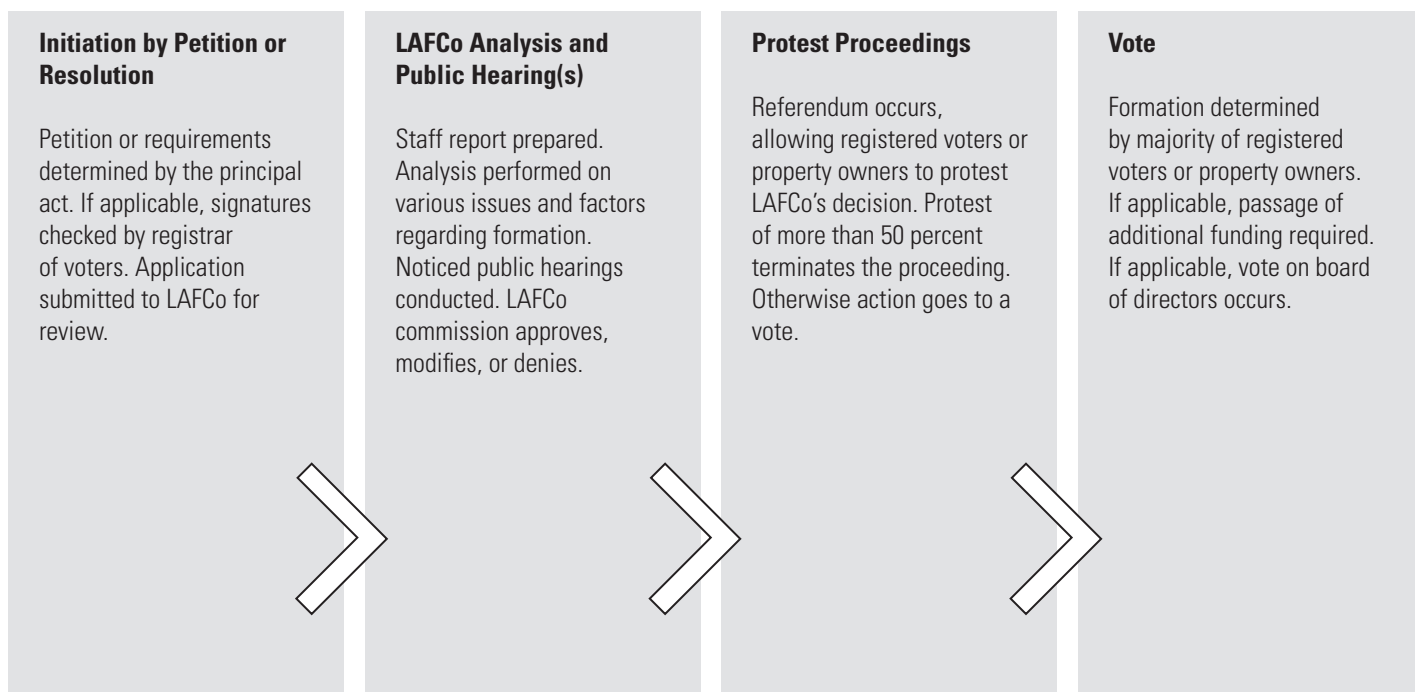 Initiation by Petition or
Resolution
Petition or requirements
determined by the principal
act. If applicable, signatures
checked by registrar
of voters. Application
submitted to LAFCo for
review.
LAFCo Analysis and
Public Hearing(s)
Staff report prepared.
Analysis performed on
various issues and factors
regarding formation.
Noticed public hearings
conducted. LAFCo
commission approves,
modifies, or denies.
Protest Proceedings
Referendum occurs,
allowing registered voters or
property owners to protest
LAFCo’s decision. Protest
of more than 50 percent
terminates the proceeding.
Otherwise action goes to a
vote.
Vote
Formation determined
by majority of registered
voters or property owners.
If applicable, passage of
additional funding required.
If applicable, vote on board
of directors occurs.